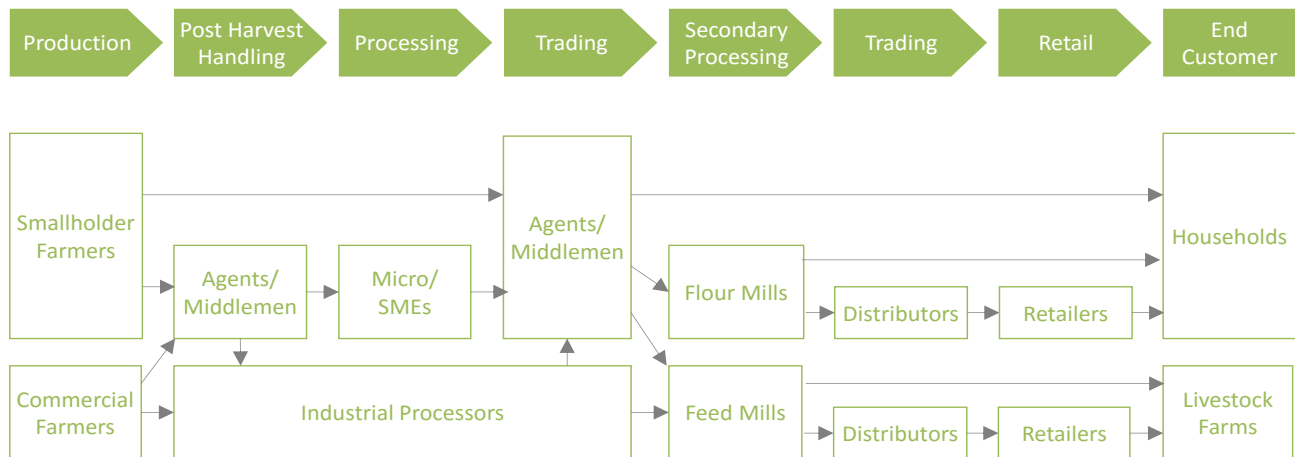 Production
Post Harvest
Handling
Processing
Trading
Secondary
Processing
Trading
Retail
End
Customer
Smallholder
Farmers
Agents/
Middlemen
Micro/
SMEs
Agents/
Middlemen
Flour Mills
Distributors
Retailers
Households
Commercial
Farmers
Industrial Processors
Feed Mills
Distributors
Retailers
Livestock
Farms